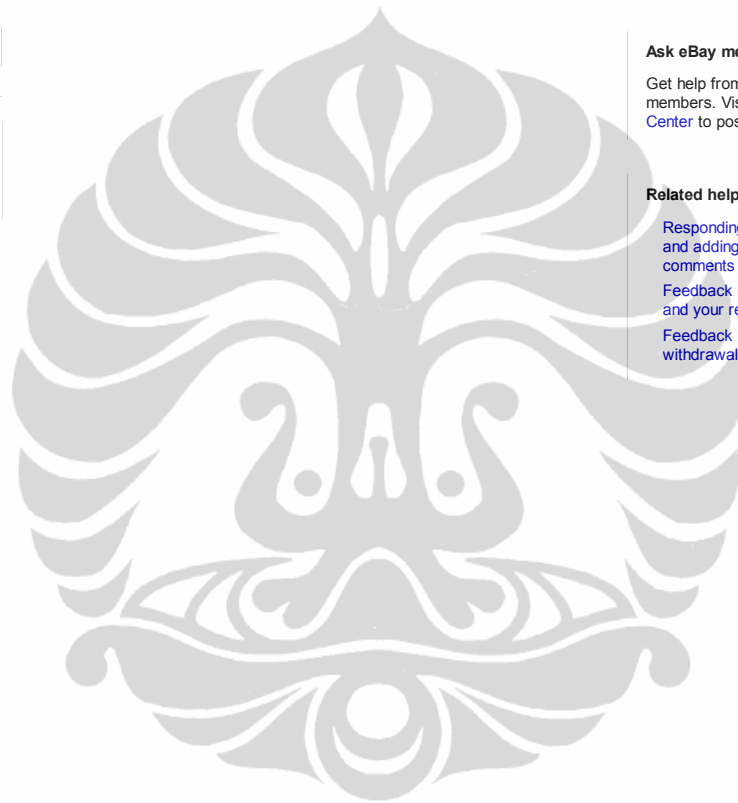 Ask eBay me
Get help from
members. Vis
Center to pos
Related help
Responding
and adding
comments
Feedback
and your re
Feedback
withdrawal